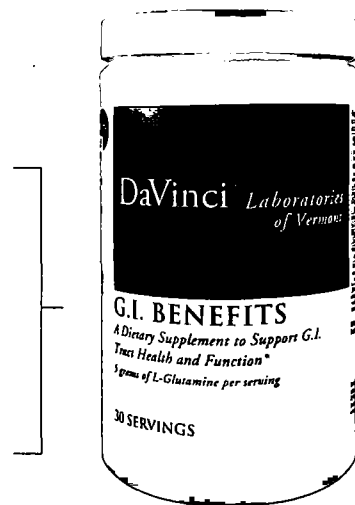 DaVinci Laboratories
of Vermont
G.I. BENEFITS
A Dietary Supplement to Support G.I.
Tract Health and Function*
5 grams of L-Glutamine per serving
30 SERVINGS